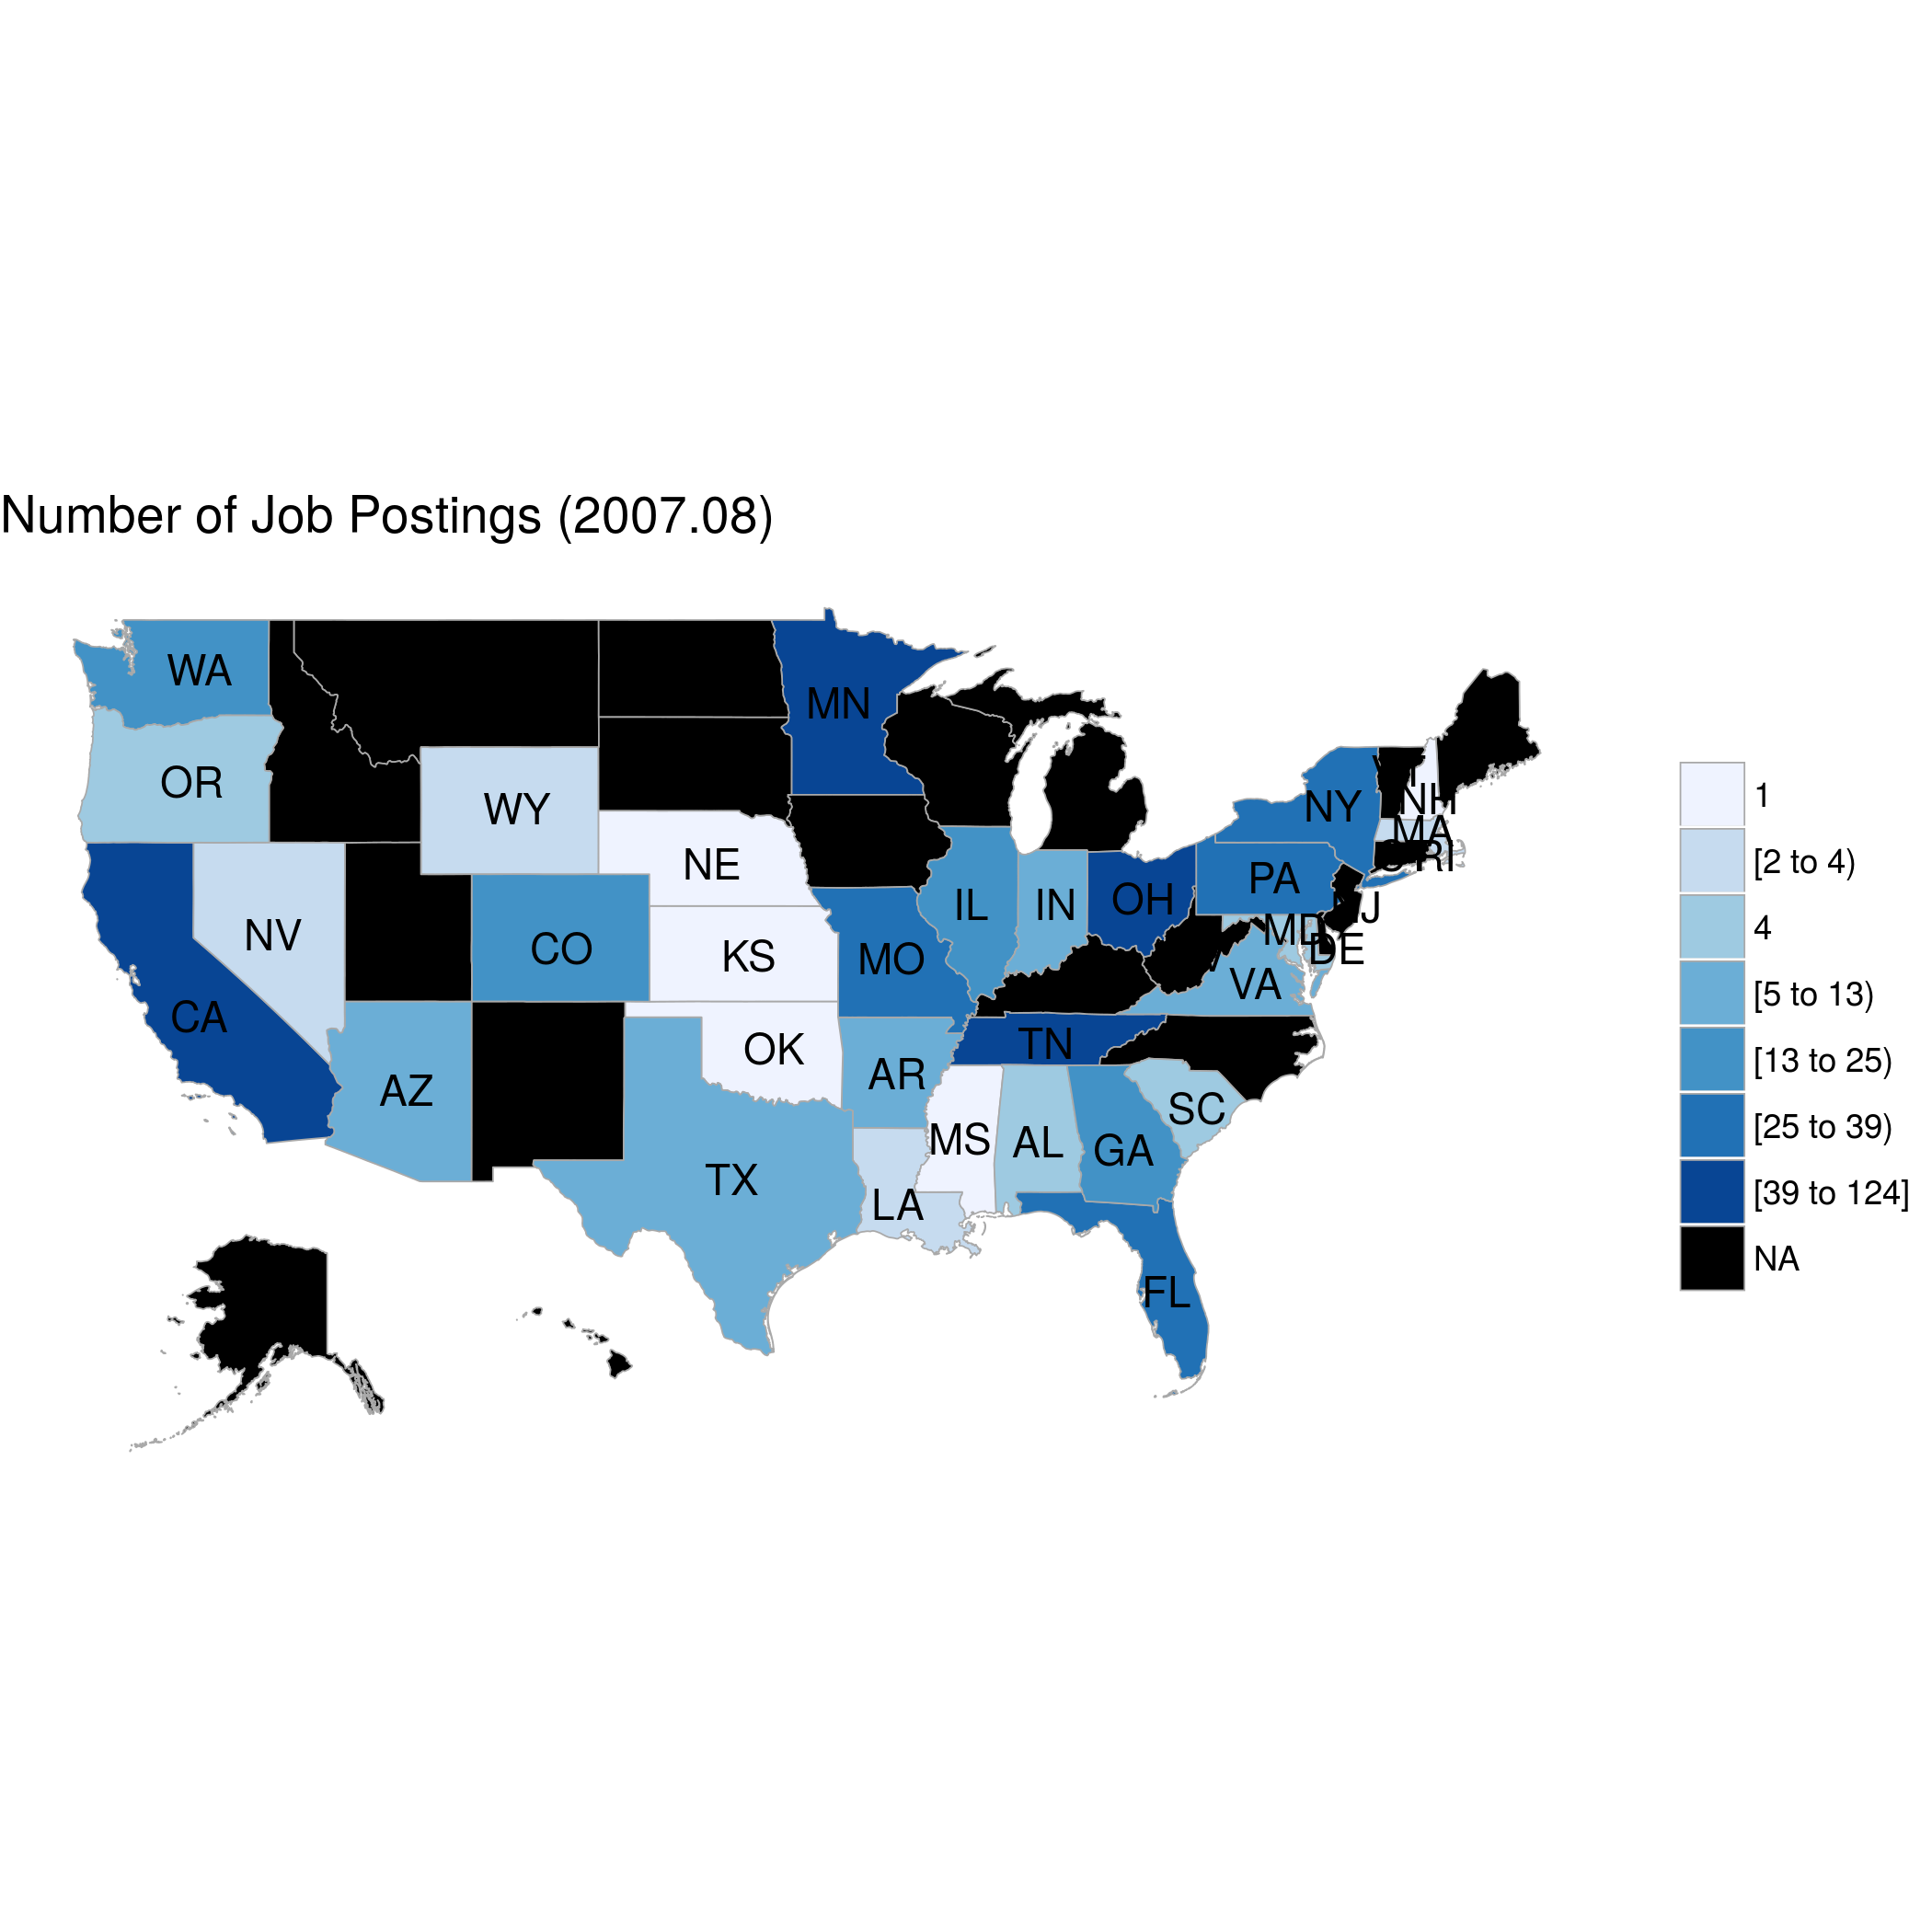 Number of Job Postings (2007.08)
WA
MN
OR
WY
NY
NH
MA
NE
RI
PA
OH
IL
IN
NJ
NV
CO
KS
MO
MD
DE
VA
CA
OK
TN
AZ
AR
SC
MS
AL
GA
TX
LA
FL
1
[2 to 4)
4
[5 to 13)
[13 to 25)
[25 to 39)
[39 to 124]
NA